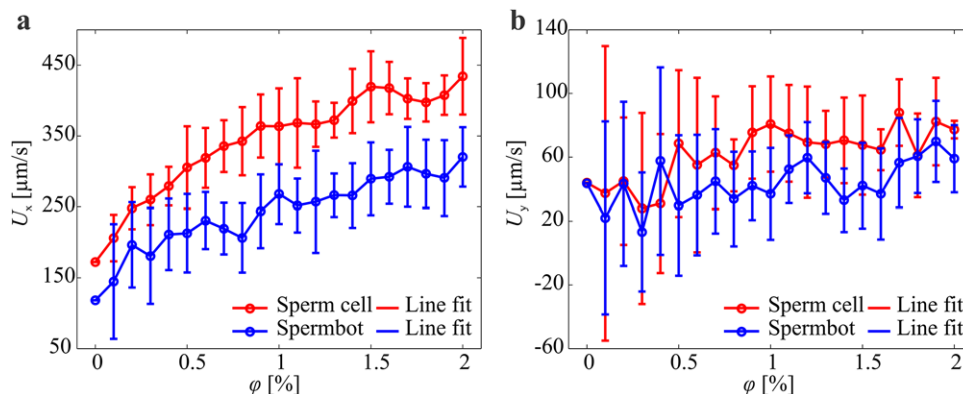 a
450
350
250
150
50
Uₓ [µm/s]
0 0.5 1 1.5 2
φ [%]
Sperm cell Line fit
Spermbot Line fit
b
140
100
60
20
-20
-60
U_y [µm/s]
0 0.5 1 1.5 2
φ [%]
Sperm cell Line fit
Spermbot Line fit